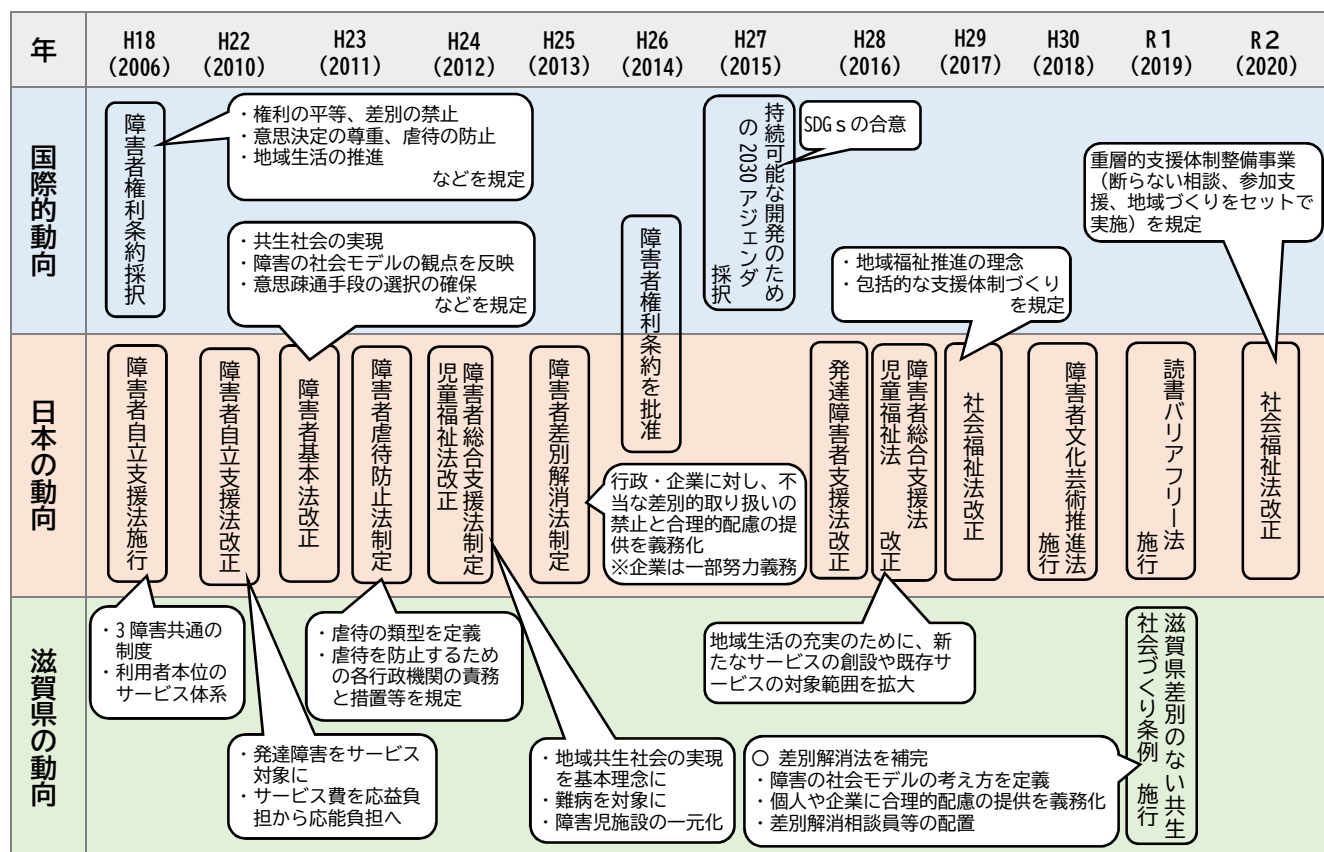 年
H18
(2006)
H22
(2010)
H23
(2011)
H24
(2012)
H25
(2013)
H26
(2014)
H27
(2015)
H28
(2016)
H29
(2017)
H30
(2018)
R1
(2019)
R2
(2020)
国際的動向
障害者権利条約採択
・権利の平等、差別の禁止
・意思決定の尊重、虐待の防止
・地域生活の推進
などを規定
・共生社会の実現
・障害の社会モデルの観点を反映
・意思疎通手段の選択の確保
などを規定
障害者権利条約を批准
持続可能な開発のため
の2030アジェンダ
採択
SDGsの合意
・地域福祉推進の理念
・包括的な支援体制づくり
を規定
重層的支援体制整備事業
（断らない相談、参加支
援、地域づくりをセットで
実施）を規定
日本の動向
障害者自立支援法施行
障害者自立支援法改正
障害者基本法改正
障害者虐待防止法制定
障害者総合支援法制定
児童福祉法改正
障害者差別解消法制定
行政・企業に対し、不
当な差別的取り扱いの
禁止と合理的配慮の提
供を義務化
※企業は一部努力義務
発達障害者支援法改正
障害者総合支援法
児童福祉法 改正
社会福祉法改正
障害者文化芸術推進法
施行
読書バリアフリー法
施行
社会福祉法改正
滋賀県の動向
・3障害共通の
制度
・利用者本位の
サービス体系
・発達障害をサービス
対象に
・サービス費を応益負
担から応能負担へ
・虐待の類型を定義
・虐待を防止するため
の各行政機関の責務
と措置等を規定
・地域共生社会の実現
を基本理念に
・難病を対象に
・障害児施設の一元化
地域生活の充実のために、新
たなサービスの創設や既存サ
ービスの対象範囲を拡大
〇 差別解消法を補完
・障害の社会モデルの考え方を定義
・個人や企業に合理的配慮の提供を義務化
・差別解消相談員等の配置
滋賀県差別のない共生
社会づくり条例 施行